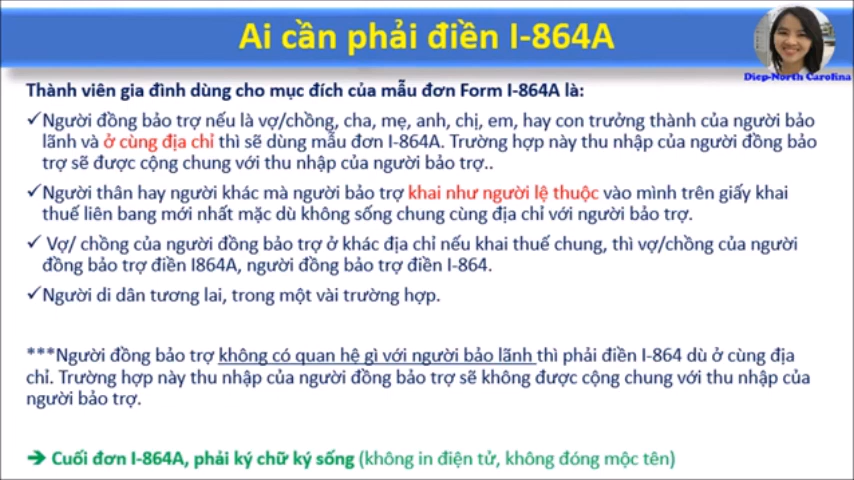 Ai cần phải điền I-864A
Diep-North Carolina
Thành viên gia đình dùng cho mục đích của mẫu đơn Form I-864A là:
✓Người đồng bảo trợ nếu là vợ/chồng, cha, mẹ, anh, chị, em, hay con trưởng thành của người bảo
lãnh và ở cùng địa chỉ thì sẽ dùng mẫu đơn I-864A. Trường hợp này thu nhập của người đồng bảo
trợ sẽ được cộng chung với thu nhập của người bảo trợ..
✓Người thân hay người khác mà người bảo trợ khai như người lệ thuộc vào mình trên giấy khai
thuế liên bang mới nhất mặc dù không sống chung cùng địa chỉ với người bảo trợ.
✓ Vợ/ chồng của người đồng bảo trợ ở khác địa chỉ nếu khai thuế chung, thì vợ/chồng của người
đồng bảo trợ điền I864A, người đồng bảo trợ điền I-864.
✓Người di dân tương lai, trong một vài trường hợp.
***Người đồng bảo trợ không có quan hệ gì với người bảo lãnh thì phải điền I-864 dù ở cùng địa
chỉ. Trường hợp này thu nhập của người đồng bảo trợ sẽ không được cộng chung với thu nhập của
người bảo trợ.
➔ Cuối đơn I-864A, phải ký chữ ký sống (không in điện tử, không đóng mộc tên)